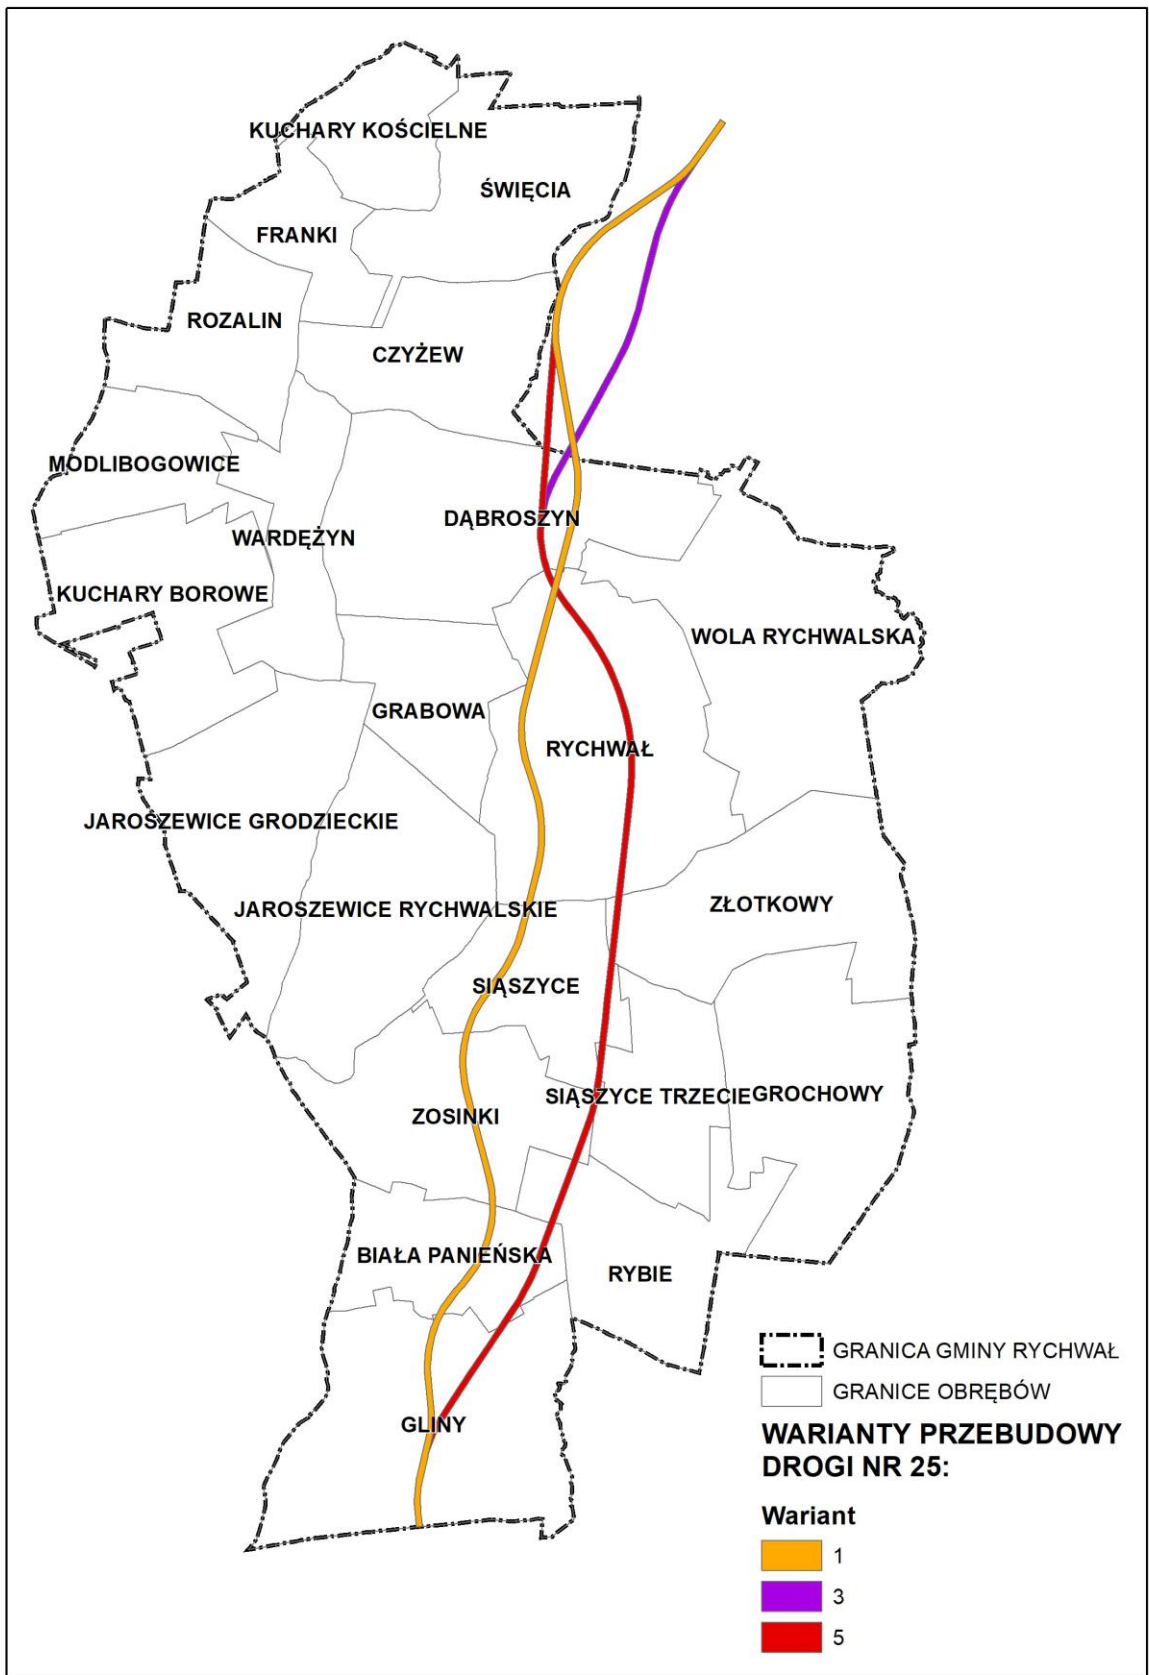 KUCHARY KOŚCIELNE
ŚWIĘCIA
FRANKI
ROZALIN
CZYŻEW
MODLIBOGOWICE
DĄBROSZYN
WARDĘŻYN
KUCHARY BOROWE
WOLA RYCHWALSKA
GRABOWA
RYCHWAŁ
JAROSZEWICE GRODZIECKIE
ZŁOTKOWY
JAROSZEWICE RYCHWALSKIE
SIĄSZYCE
SIĄSZYCE TRZECIE
GROCHOWY
ZOSINKI
BIAŁA PANIEŃSKA
RYBIE
GLINY
GRANICA GMINY RYCHWAŁ
GRANICE OBRĘBÓW
WARIANTY PRZEBUDOWY
DROGI NR 25:
Wariant
1
3
5